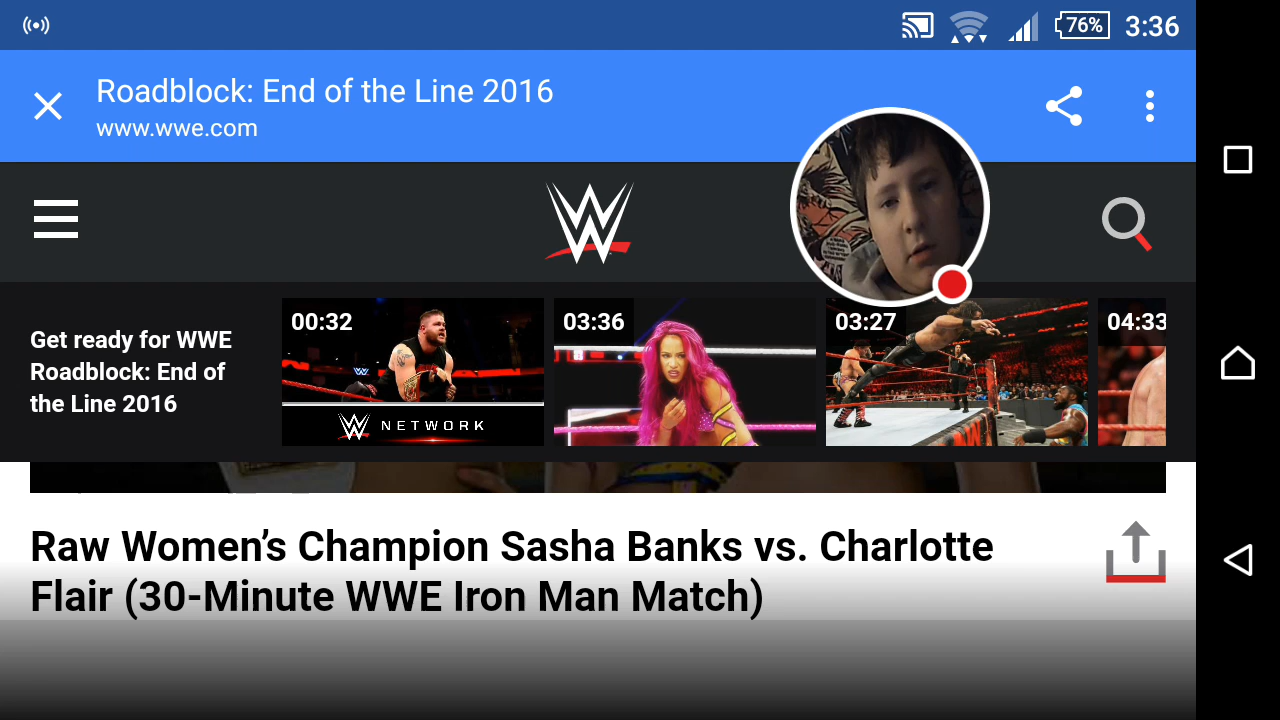 76% 3:36
Roadblock: End of the Line 2016
www.wwe.com
Get ready for WWE
Roadblock: End of
the Line 2016
00:32
NETWORK
03:36
03:27
04:33
Raw Women’s Champion Sasha Banks vs. Charlotte
Flair (30-Minute WWE Iron Man Match)